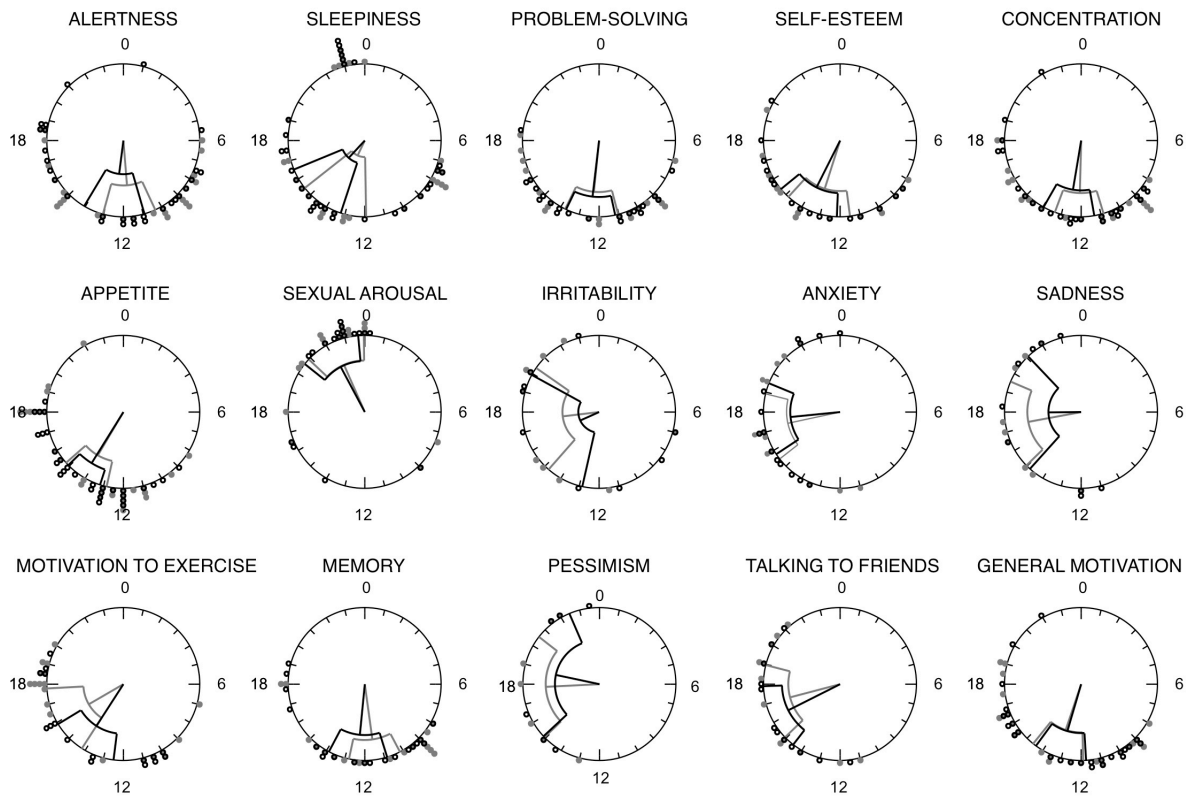 ALERTNESS SLEEPINESS PROBLEM-SOLVING SELF-ESTEEM CONCENTRATION
0 0 0 0 0
18 6 18 6 18 6 18 6 18 6
12 12 12 12 12
APPETITE SEXUAL AROUSAL IRRITABILITY ANXIETY SADNESS
0 0 0 0 0
18 6 18 6 18 6 18 6 18 6
12 12 12 12 12
MOTIVATION TO EXERCISE MEMORY PESSIMISM TALKING TO FRIENDS GENERAL MOTIVATION
0 0 0 0 0
18 6 18 6 18 6 18 6 18 6
12 12 12 12 12